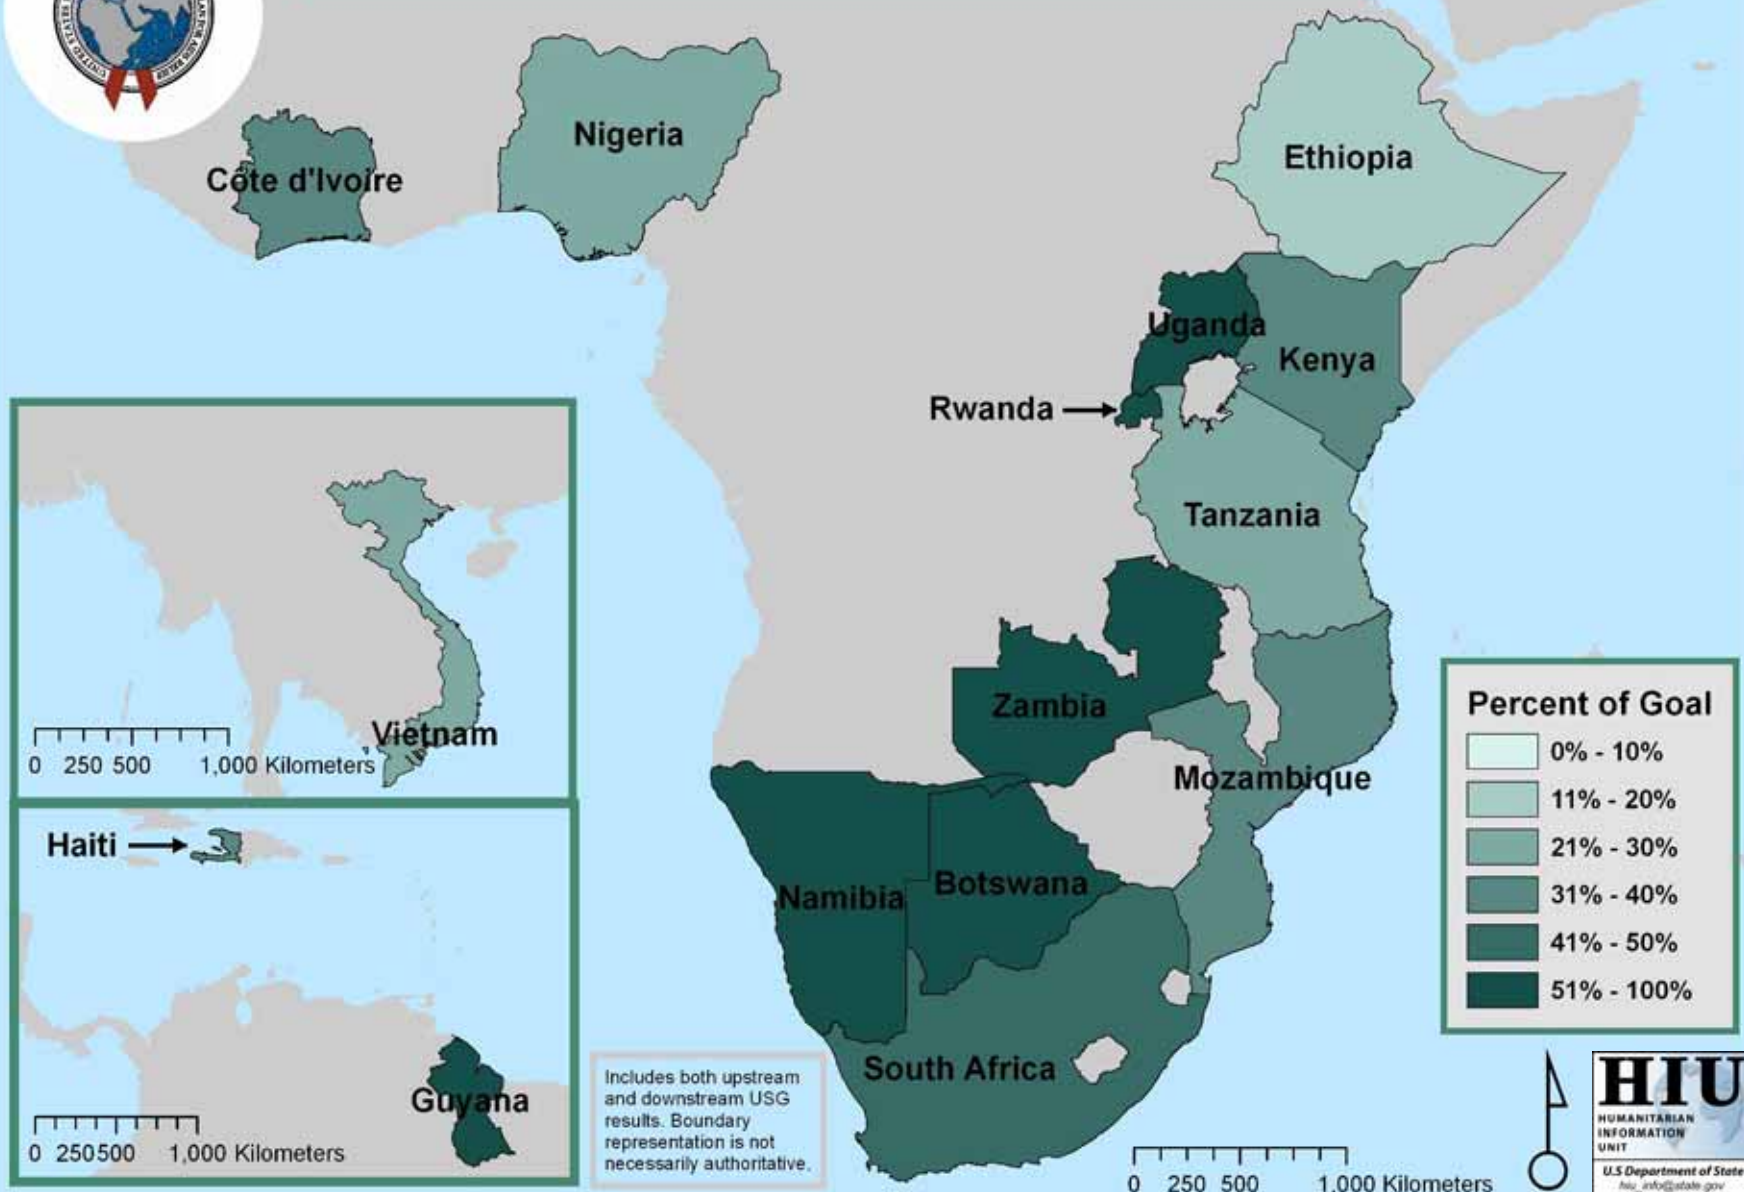 Nigeria
Côte d'Ivoire
Ethiopia
Uganda
Kenya
Rwanda
Tanzania
Zambia
Mozambique
Namibia
Botswana
South Africa
Vietnam
0 250 500 1,000 Kilometers
Haiti
Guyana
0 250 500 1,000 Kilometers
Includes both upstream
and downstream USG
results. Boundary
representation is not
necessarily authoritative.
Percent of Goal
0% - 10%
11% - 20%
21% - 30%
31% - 40%
41% - 50%
51% - 100%
0 250 500 1,000 Kilometers
HIU
HUMANITARIAN
INFORMATION
UNIT
U.S Department of State
hiu_info@state.gov